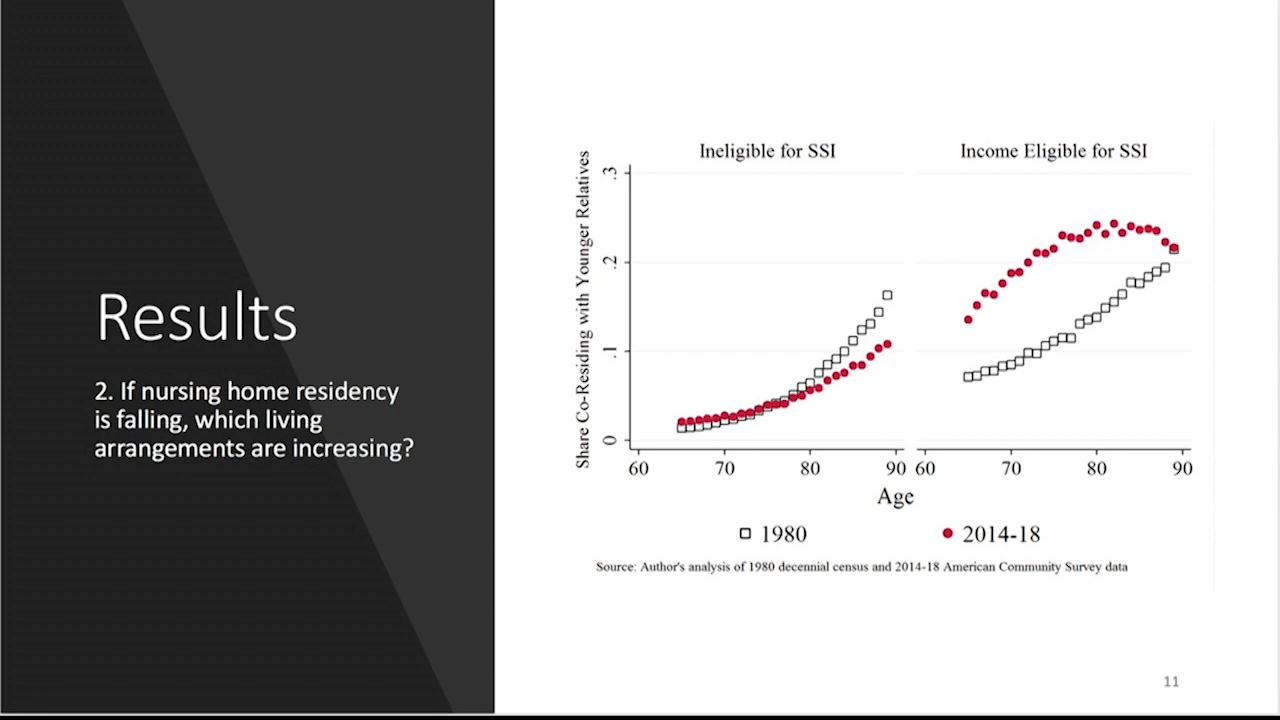 Results
2. If nursing home residency
is falling, which living
arrangements are increasing?
Ineligible for SSI
Income Eligible for SSI
Share Co-Residing with Younger Relatives
.3
.2
.1
0
60 70 80 90 60 70 80 90
Age
1980 2014-18
Source: Author's analysis of 1980 decennial census and 2014-18 American Community Survey data
11